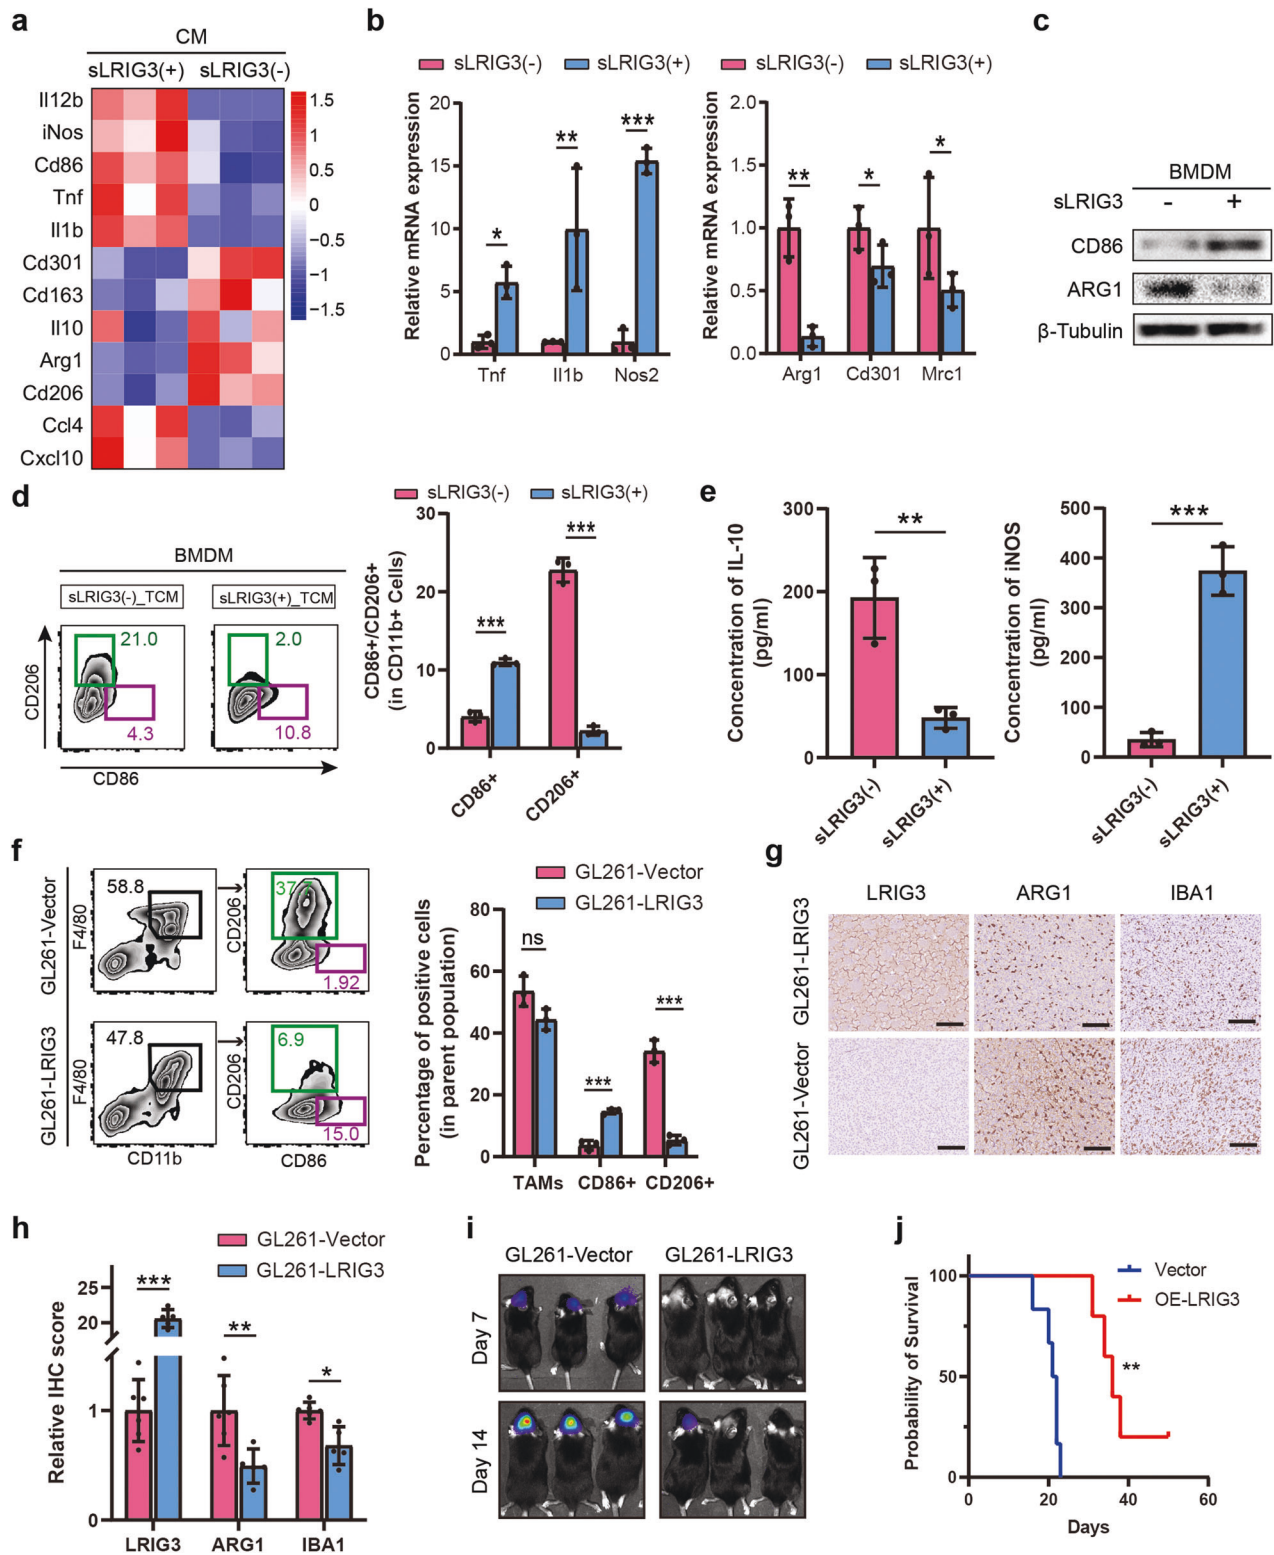 a
CM
sLRIG3(+) sLRIG3(-)
Il12b
iNos
Cd86
Tnf
Il1b
Cd301
Cd163
Il10
Arg1
Cd206
Ccl4
Cxcl10
1.5
1
0.5
0
−0.5
−1
−1.5
b
sLRIG3(-) sLRIG3(+)
Relative mRNA expression
20
15
10
5
0
* ** ***
Tnf Il1b Nos2
sLRIG3(-) sLRIG3(+)
Relative mRNA expression
2.0
1.5
1.0
0.5
0.0
** * *
Arg1 Cd301 Mrc1
c
BMDM
sLRIG3 - +
CD86
ARG1
β-Tubulin
d
BMDM
sLRIG3(-)_TCM sLRIG3(+)_TCM
21.0 2.0
4.3 10.8
CD206
CD86
sLRIG3(-) sLRIG3(+)
CD86+/CD206+
(in CD11b+ Cells)
30
20
10
0
*** ***
CD86+ CD206+
e
Concentration of IL-10
(pg/ml)
300
200
100
0
**
sLRIG3(-) sLRIG3(+)
Concentration of iNOS
(pg/ml)
500
400
300
200
100
0
***
sLRIG3(-) sLRIG3(+)
f
GL261-Vector
F4/80
58.8
CD206
1.92
GL261-LRIG3
F4/80
47.8
CD206
6.9
15.0
CD11b CD86
GL261-Vector
GL261-LRIG3
Percentage of positive cells
(in parent population)
80
60
40
20
0
ns *** ***
TAMs CD86+ CD206+
g
LRIG3 ARG1 IBA1
GL261-LRIG3
GL261-Vector
h
GL261-Vector
GL261-LRIG3
Relative IHC score
25
20
1
0
*** ** *
LRIG3 ARG1 IBA1
i
GL261-Vector GL261-LRIG3
Day 7
Day 14
j
Vector
OE-LRIG3
Probability of Survival
100
50
0
**
0 20 40 60
Days